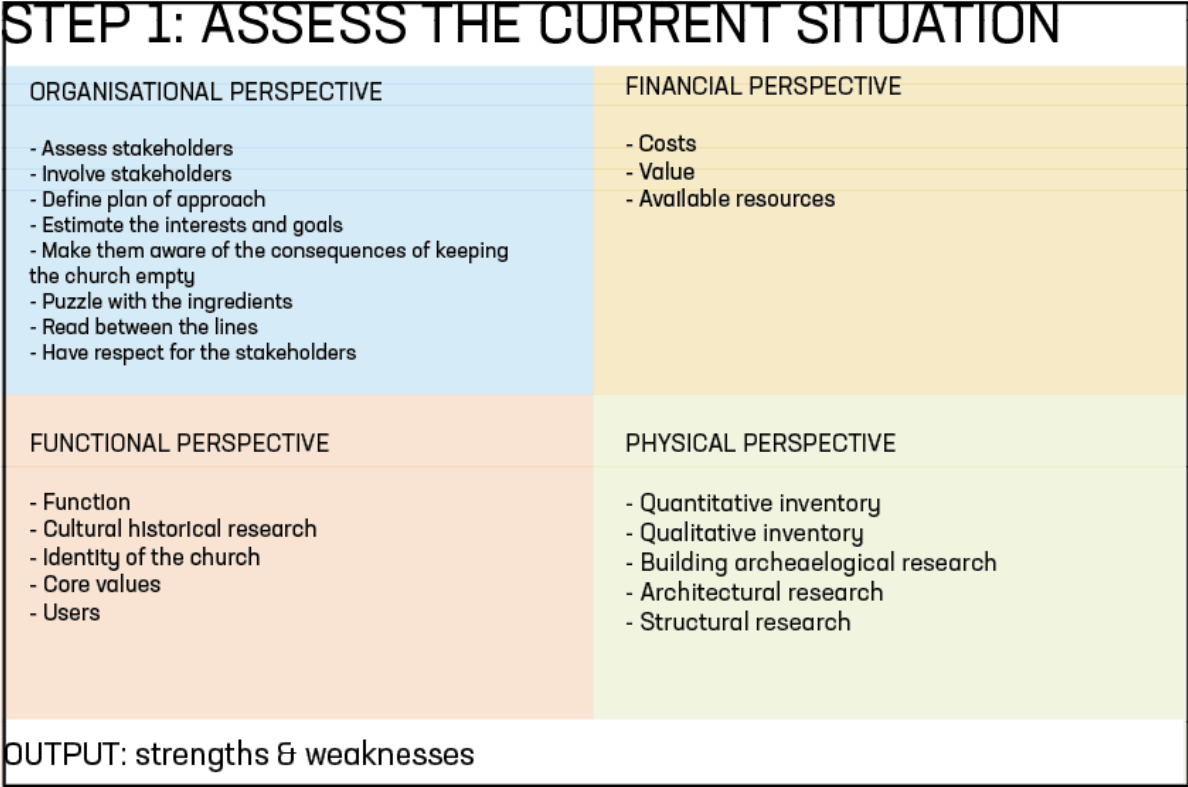 STEP 1: ASSESS THE CURRENT SITUATION
ORGANISATIONAL PERSPECTIVE
- Assess stakeholders
- Involve stakeholders
- Define plan of approach
- Estimate the interests and goals
- Make them aware of the consequences of keeping
the church empty
- Puzzle with the ingredients
- Read between the lines
- Have respect for the stakeholders
FINANCIAL PERSPECTIVE
- Costs
- Value
- Available resources
FUNCTIONAL PERSPECTIVE
- Function
- Cultural historical research
- Identity of the church
- Core values
- Users
PHYSICAL PERSPECTIVE
- Quantitative inventory
- Qualitative inventory
- Building archeaelogical research
- Architectural research
- Structural research
OUTPUT: strengths & weaknesses